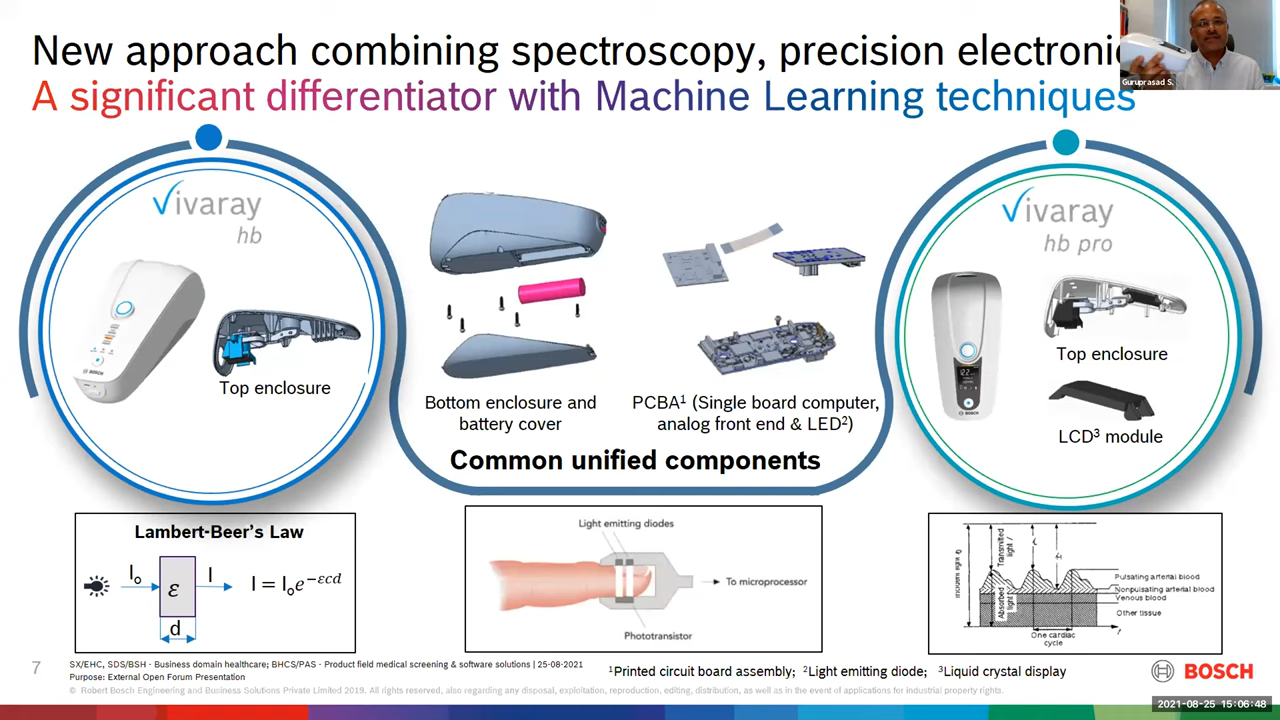 New approach combining spectroscopy, precision electronic
A significant differentiator with Machine Learning techniques
Guruprasad S.
Vivaray
hb
Top enclosure
BOSCH
Bottom enclosure and
battery cover
PCBA¹ (Single board computer,
analog front end & LED²)
Common unified components
Vivaray
hb pro
Top enclosure
LCD³ module
BOSCH
Lambert-Beer's Law
I₀ ε I I = I₀e^−εcd
d
Light emitting diodes
To microprocessor
Phototransistor
Transmitted
light /
Absorbed
light
Pulsating arterial blood
Nonpulsating arterial blood
Venous blood
Other tissue
One cardiac
cycle
t
7
SX/EHC, SDS/BSH - Business domain healthcare; BHCS/PAS - Product field medical screening & software solutions | 25-08-2021
Purpose: External Open Forum Presentation
© Robert Bosch Engineering and Business Solutions Private Limited 2019. All rights reserved, also regarding any disposal, exploitation, reproduction, editing, distribution, as well as in the event of applications for industrial property rights.
¹Printed circuit board assembly; ²Light emitting diode; ³Liquid crystal display
BOSCH
2021-08-25 15:06:48